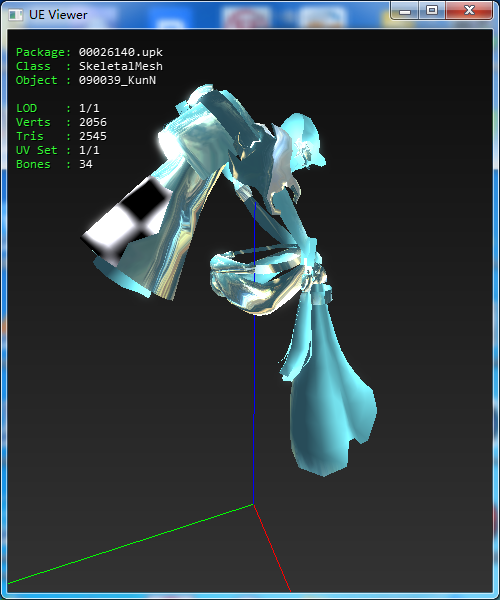 UE Viewer
Package: 00026140.upk
Class : SkeletalMesh
Object : 090039_KunN
LOD : 1/1
Verts : 2056
Tris : 2545
UV Set : 1/1
Bones : 34